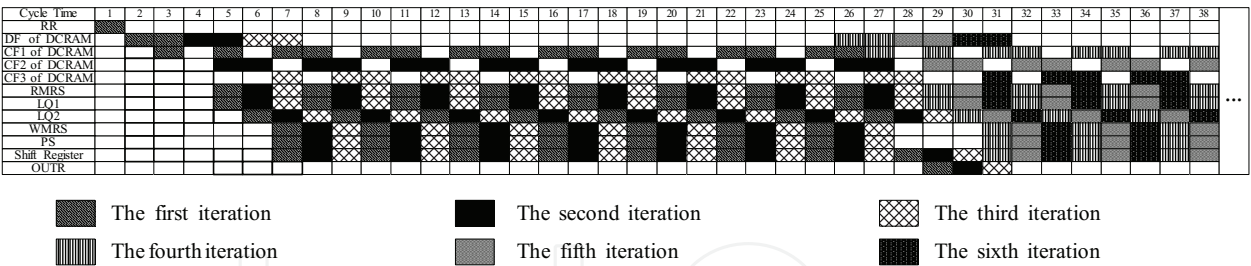 Cycle Time 1 2 3 4 5 6 7 8 9 10 11 12 13 14 15 16 17 18 19 20 21 22 23 24 25 26 27 28 29 30 31 32 33 34 35 36 37 38
RR
DF of DCRAM
CF1 of DCRAM
CF2 of DCRAM
CF3 of DCRAM
RMRS
LQ1
...
LQ2
WMRS
PS
Shift Register
OUTR
The first iteration The second iteration The third iteration
The fourth iteration The fifth iteration The sixth iteration